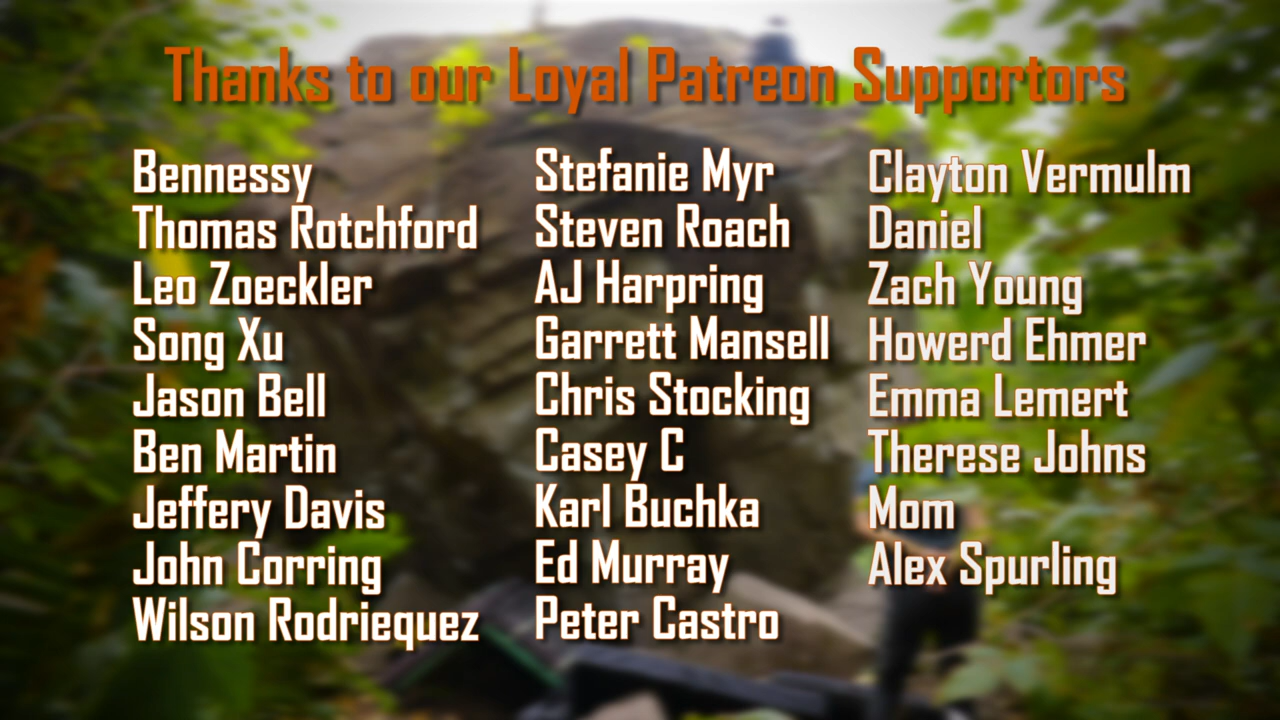 Thanks to our Loyal Patreon Supportors
Bennessy
Thomas Rotchford
Leo Zoeckler
Song Xu
Jason Bell
Ben Martin
Jeffery Davis
John Corring
Wilson Rodriequez
Stefanie Myr
Steven Roach
AJ Harpring
Garrett Mansell
Chris Stocking
Casey C
Karl Buchka
Ed Murray
Peter Castro
Clayton Vermulm
Daniel
Zach Young
Howerd Ehmer
Emma Lemert
Therese Johns
Mom
Alex Spurling